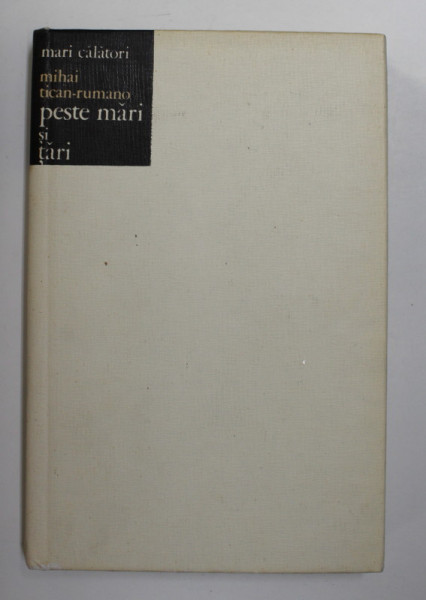 mari călători
mihai
tican-rumano
peste mări
și
țări